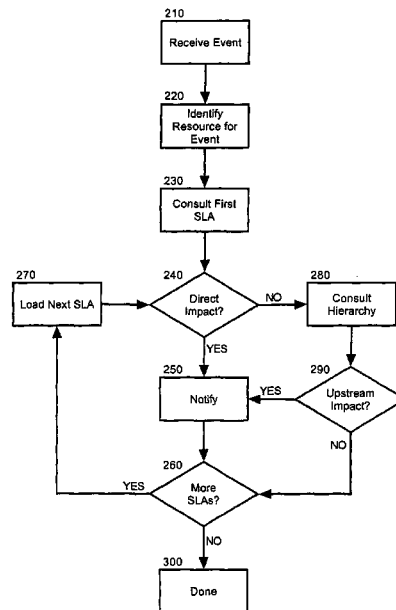 210
Receive Event
220
Identify
Resource for
Event
230
Consult First
SLA
270
Load Next SLA
240
Direct
Impact?
NO
280
Consult
Hierarchy
YES
250
Notify
YES
290
Upstream
Impact?
NO
260
More
SLAs?
YES
NO
300
Done